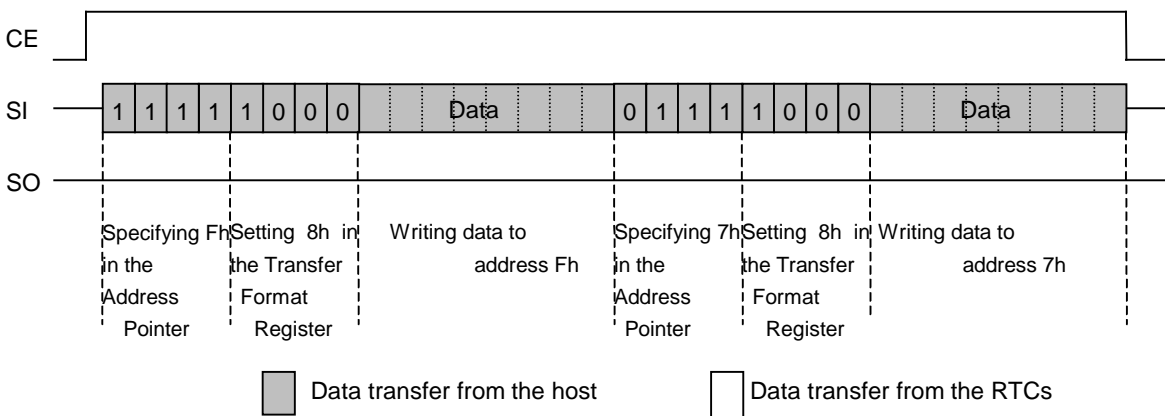 CE
SI 1 1 1 1 1 0 0 0 Data 0 1 1 1 1 0 0 0 Data
SO
Specifying Fh Setting 8h in Writing data to Specifying 7h Setting 8h in Writing data to
in the the Transfer address Fh in the the Transfer address 7h
Address Format Address Format
Pointer Register Pointer Register
Data transfer from the host Data transfer from the RTCs